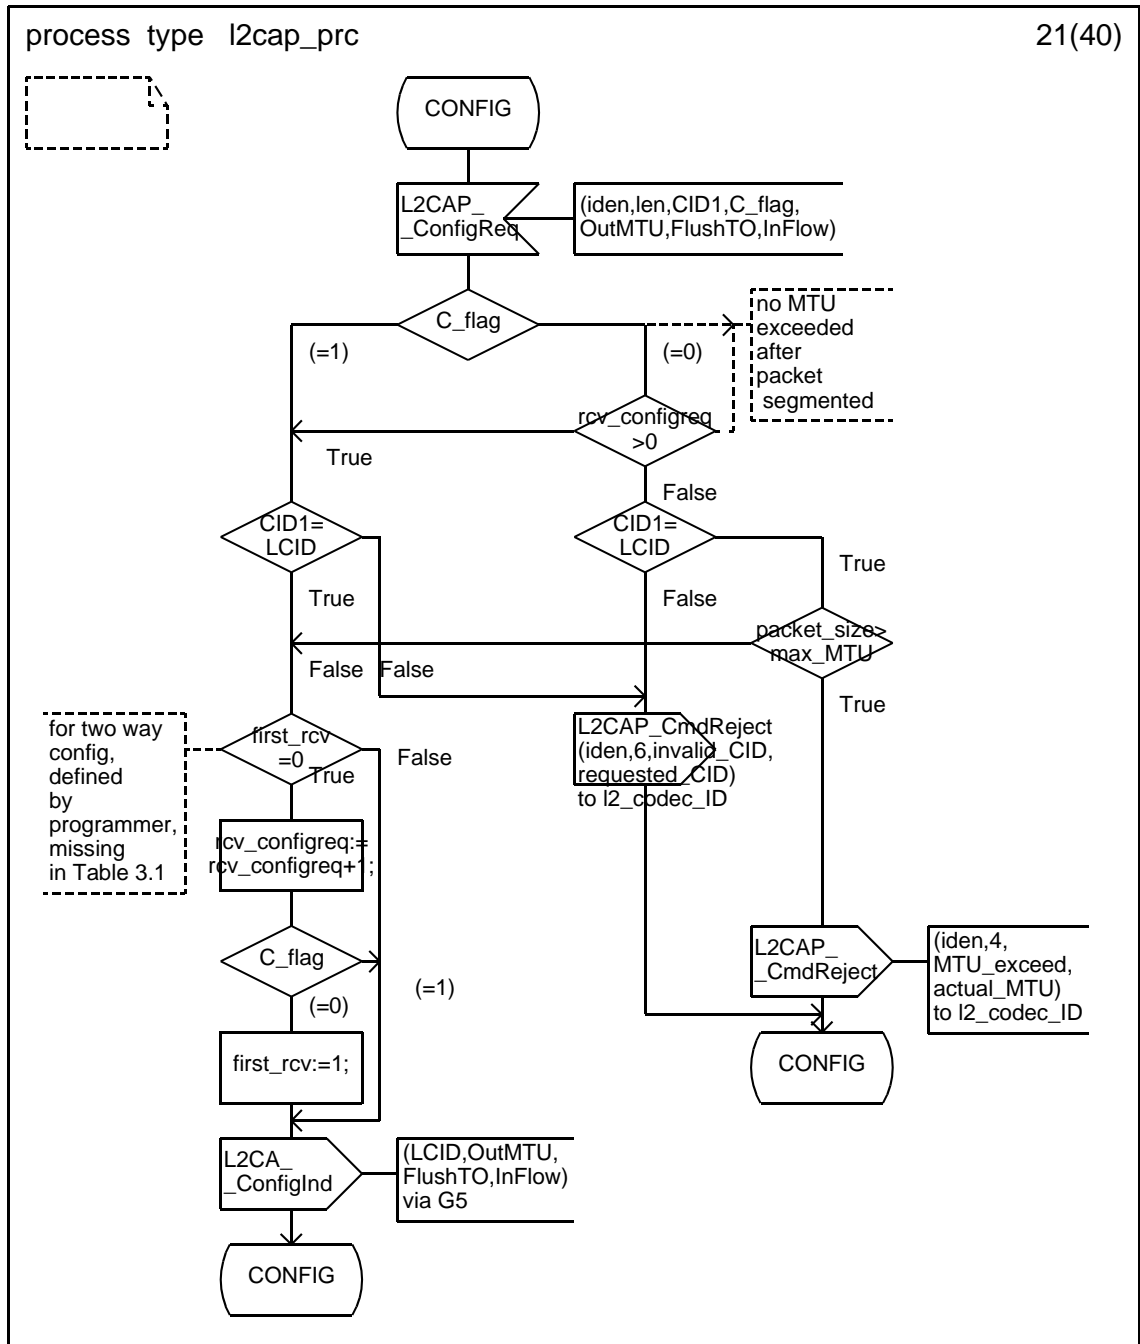 process type l2cap_prc
21(40)
CONFIG
L2CAP_
_ConfigReq
(iden,len,CID1,C_flag,
OutMTU,FlushTO,InFlow)
C_flag
(=1)
(=0)
no MTU
exceeded
after
packet
segmented
rcv_configreq
>0
True
False
CID1=
LCID
CID1=
LCID
True
True
False
packet_size>
max_MTU
False
False
True
for two way
config,
defined
by
programmer,
missing
in Table 3.1
first_rcv
=0
True
False
L2CAP_CmdReject
(iden,6,invalid_CID,
requested_CID)
to l2_codec_ID
rcv_configreq:=
rcv_configreq+1;
C_flag
(=0)
(=1)
L2CAP_
_CmdReject
(iden,4,
MTU_exceed,
actual_MTU)
to l2_codec_ID
first_rcv:=1;
CONFIG
L2CA_
_ConfigInd
(LCID,OutMTU,
FlushTO,InFlow)
via G5
CONFIG